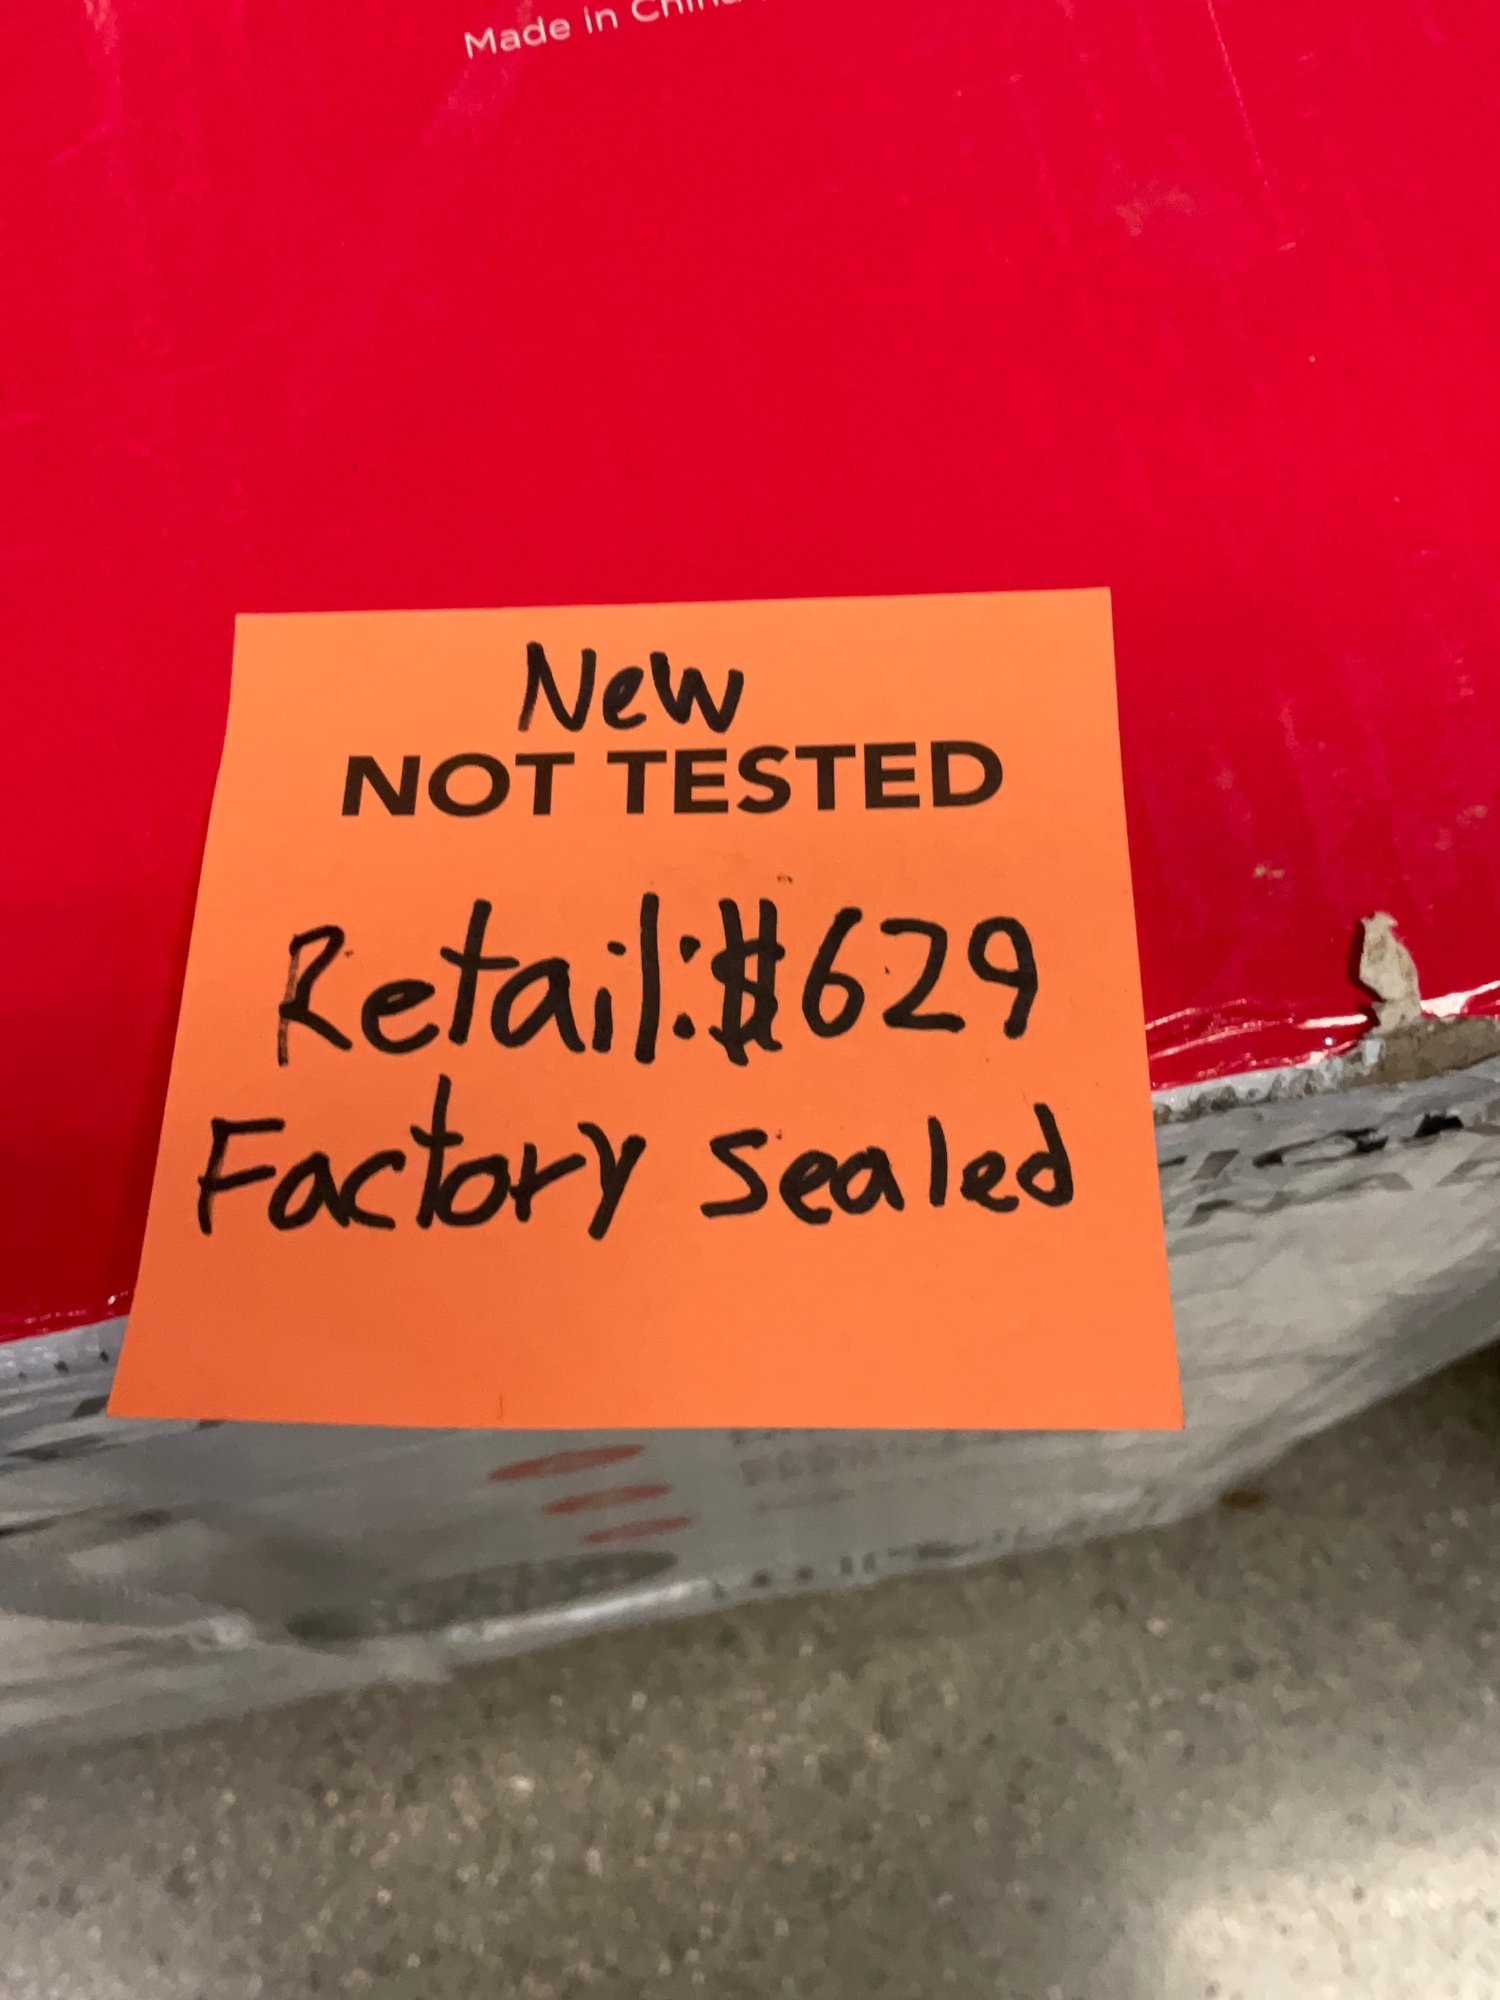 Made in China
New
NOT TESTED
Retail:$629
Factory sealed